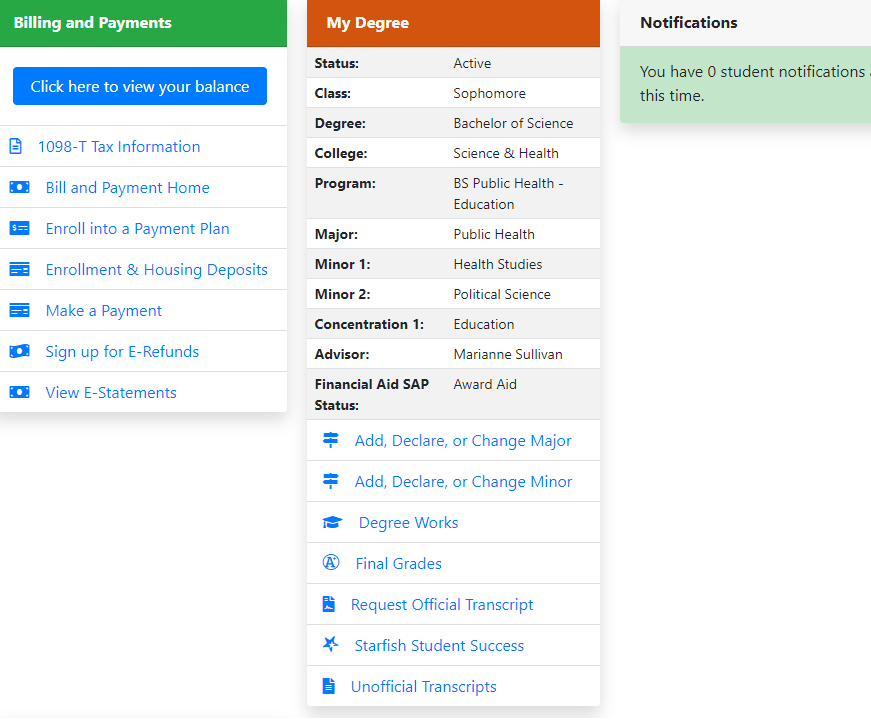 Billing and Payments
Click here to view your balance
1098-T Tax Information
Bill and Payment Home
Enroll into a Payment Plan
Enrollment & Housing Deposits
Make a Payment
Sign up for E-Refunds
View E-Statements
My Degree
Status: Active
Class: Sophomore
Degree: Bachelor of Science
College: Science & Health
Program: BS Public Health -
Education
Major: Public Health
Minor 1: Health Studies
Minor 2: Political Science
Concentration 1: Education
Advisor: Marianne Sullivan
Financial Aid SAP Award Aid
Status:
Add, Declare, or Change Major
Add, Declare, or Change Minor
Degree Works
Final Grades
Request Official Transcript
Starfish Student Success
Unofficial Transcripts
Notifications
You have 0 student notifications
this time.